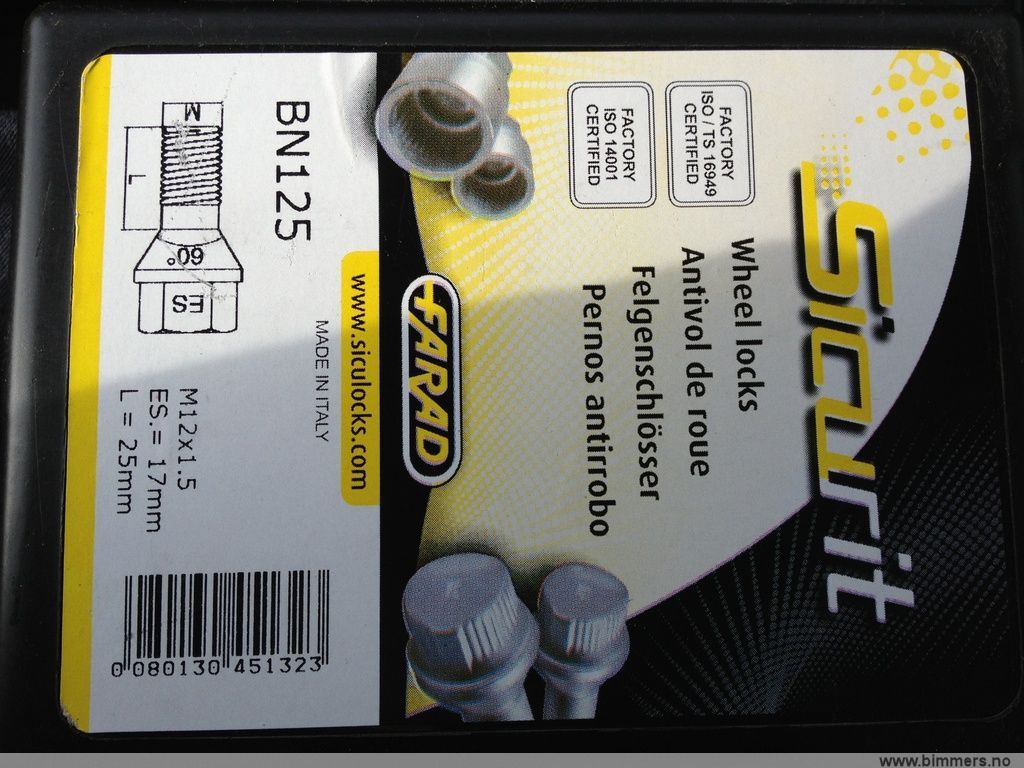 Sicurit
FACTORY
ISO / TS 16949
CERTIFIED
FACTORY
ISO 14001
CERTIFIED
Wheel locks
Antivol de roue
Felgenschlösser
Pernos antirrobo
FARAD
www.siculocks.com
MADE IN ITALY
BN125
M
L
60°
ES
M12x1.5
ES.= 17mm
L = 25mm
0 080130 451323
www.bimmers.no